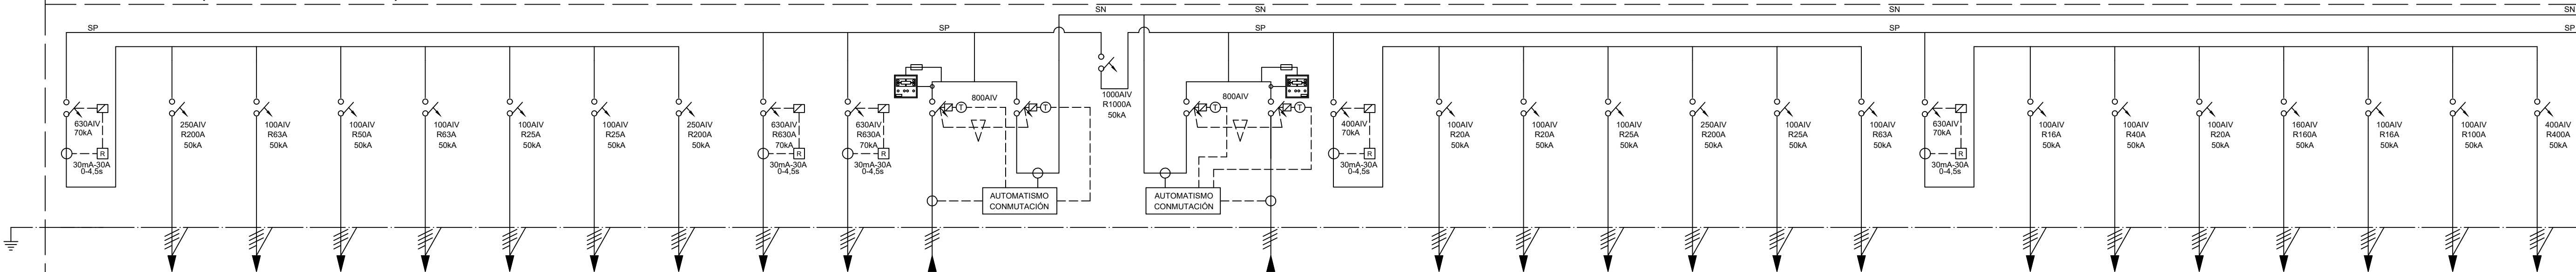 SN
SN
SN
SN
SP
SP
SP
SP
SP
630AIV
70kA
R
30mA-30A
0-4,5s
250AIV
R200A
50kA
100AIV
R63A
50kA
100AIV
R50A
50kA
100AIV
R63A
50kA
100AIV
R25A
50kA
100AIV
R25A
50kA
250AIV
R200A
50kA
630AIV
R630A
70kA
R
30mA-30A
0-4,5s
630AIV
R630A
70kA
R
30mA-30A
0-4,5s
800AIV
T
T
AUTOMATISMO
CONMUTACIÓN
1000AIV
R1000A
50kA
800AIV
T
T
AUTOMATISMO
CONMUTACIÓN
400AIV
70kA
R
30mA-30A
0-4,5s
100AIV
R20A
50kA
100AIV
R20A
50kA
100AIV
R25A
50kA
250AIV
R200A
50kA
100AIV
R25A
50kA
100AIV
R63A
50kA
630AIV
70kA
R
30mA-30A
0-4,5s
100AIV
R16A
50kA
100AIV
R40A
50kA
100AIV
R20A
50kA
160AIV
R160A
50kA
100AIV
R16A
50kA
100AIV
R100A
50kA
400AIV
R400A
50kA